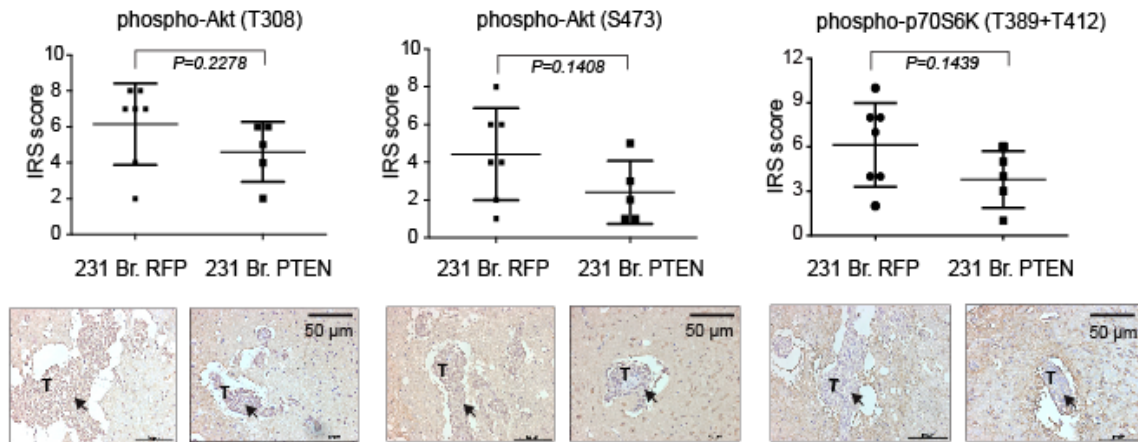 phospho-Akt (T308)
P=0.2278
IRS score
10
8
6
4
2
0
231 Br. RFP
231 Br. PTEN
T
T
50 µm
phospho-Akt (S473)
P=0.1408
IRS score
10
8
6
4
2
0
231 Br. RFP
231 Br. PTEN
T
T
50 µm
phospho-p70S6K (T389+T412)
P=0.1439
IRS score
12
9
6
3
0
231 Br. RFP
231 Br. PTEN
T
T
50 µm